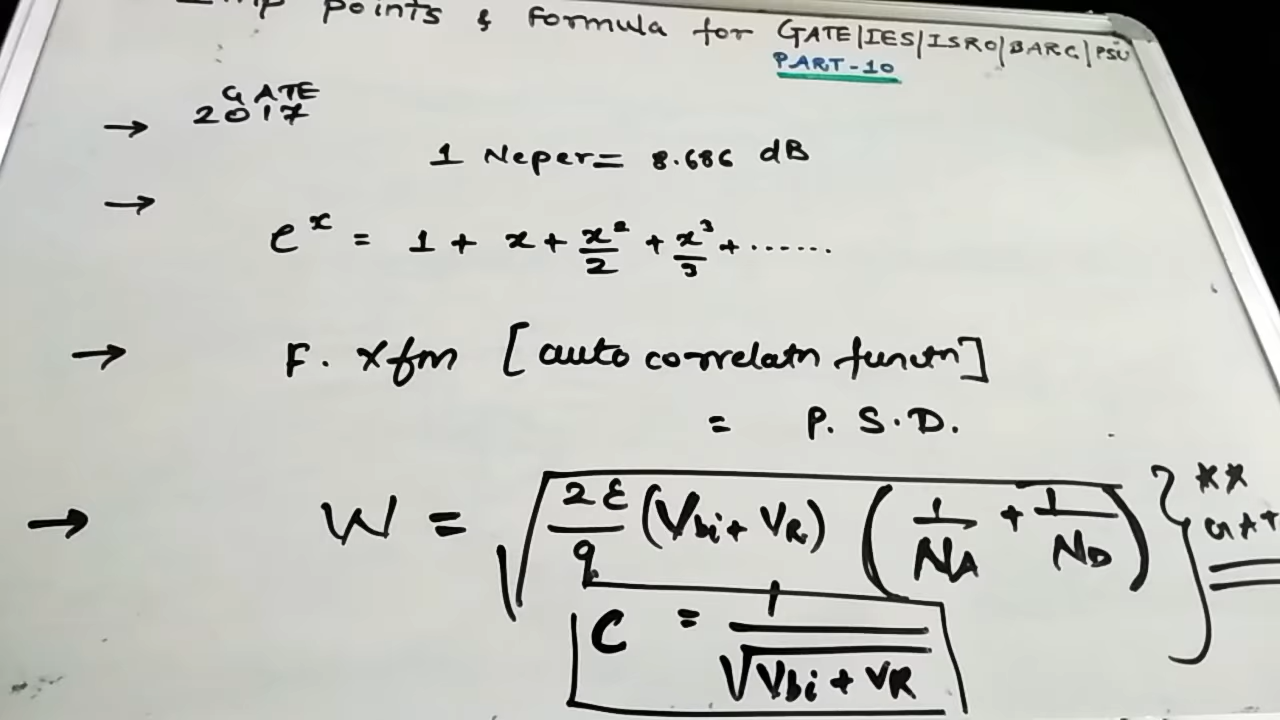 Imp points & formula for GATE|IES|ISRO|BARC|PSU
PART-10
→ GATE 2017
1 Neper = 8.686 dB
→ e^x = 1 + x + x²/2 + x³/3 + ......
→ F. Xfm [auto correlatn functn]
= P. S. D.
→ W = √(2ε/q (Vbi + VR) (1/NA + 1/ND)) } **
C = 1/√(Vbi + VR)